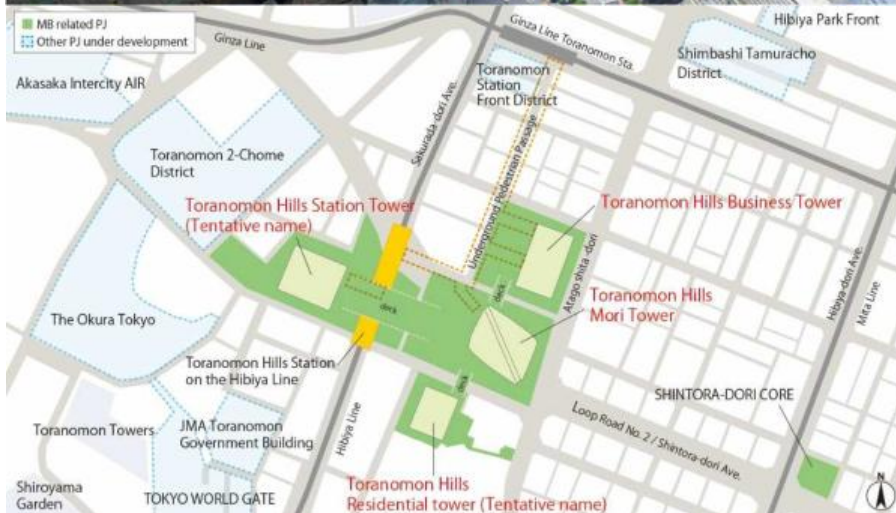 MB related PJ
Other PJ under development
Ginza Line
Ginza Line Toranomon Sta.
Hibiya Park Front
Akasaka Intercity AIR
Sakurada-dori Ave.
Toranomon
Station
Front District
Shimbashi Tamuracho
District
Toranomon 2-Chome
District
Underground Pedestrian Passage
Toranomon Hills Station Tower
(Tentative name)
Toranomon Hills Business Tower
Atago shita -dori
Hibiya-dori Ave.
Mita Line
deck
Toranomon Hills
Mori Tower
deck
The Okura Tokyo
Toranomon Hills Station
on the Hibiya Line
deck
SHINTORA-DORI CORE
Toranomon Towers
JMA Toranomon
Government Building
Hibiya Line
Loop Road No. 2 / Shintora-dori Ave.
Shiroyama
Garden
TOKYO WORLD GATE
Toranomon Hills
Residential tower (Tentative name)
N